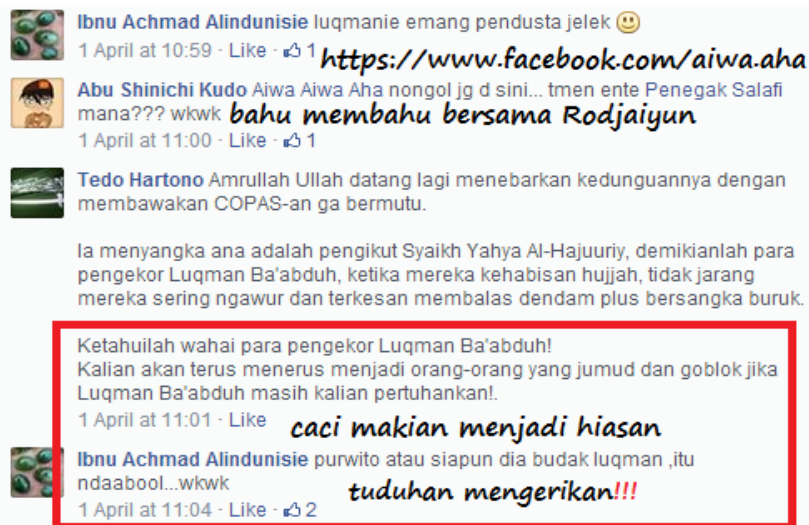 Ibnu Achmad Alindunisie luqmanie emang pendusta jelek
1 April at 10:59 · Like · 1
https://www.facebook.com/aiwa.aha
Abu Shinichi Kudo Aiwa Aiwa Aha nongol jg d sini... tmen ente Penegak Salafi
mana??? wkwk bahu membahu bersama Rodjaiyun
1 April at 11:00 · Like · 1
Tedo Hartono Amrullah Ullah datang lagi menebarkan kedunguannya dengan
membawakan COPAS-an ga bermutu.
Ia menyangka ana adalah pengikut Syaikh Yahya Al-Hajuuriy, demikianlah para
pengekor Luqman Ba'abduh, ketika mereka kehabisan hujjah, tidak jarang
mereka sering ngawur dan terkesan membalas dendam plus bersangka buruk.
Ketahuilah wahai para pengekor Luqman Ba'abduh!
Kalian akan terus menerus menjadi orang-orang yang jumud dan goblok jika
Luqman Ba'abduh masih kalian pertuhankan!.
1 April at 11:01 · Like
caci makian menjadi hiasan
Ibnu Achmad Alindunisie purwito atau siapun dia budak luqman ,itu
ndaabool...wkwk
tuduhan mengerikan!!!
1 April at 11:04 · Like · 2